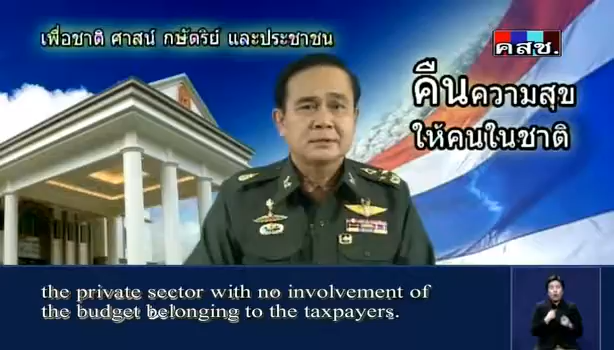 เพื่อชาติ ศาสน์ กษัตริย์ และประชาชน
คสช.
คืนความสุข
ให้คนในชาติ
the private sector with no involvement of
the budget belonging to the taxpayers.